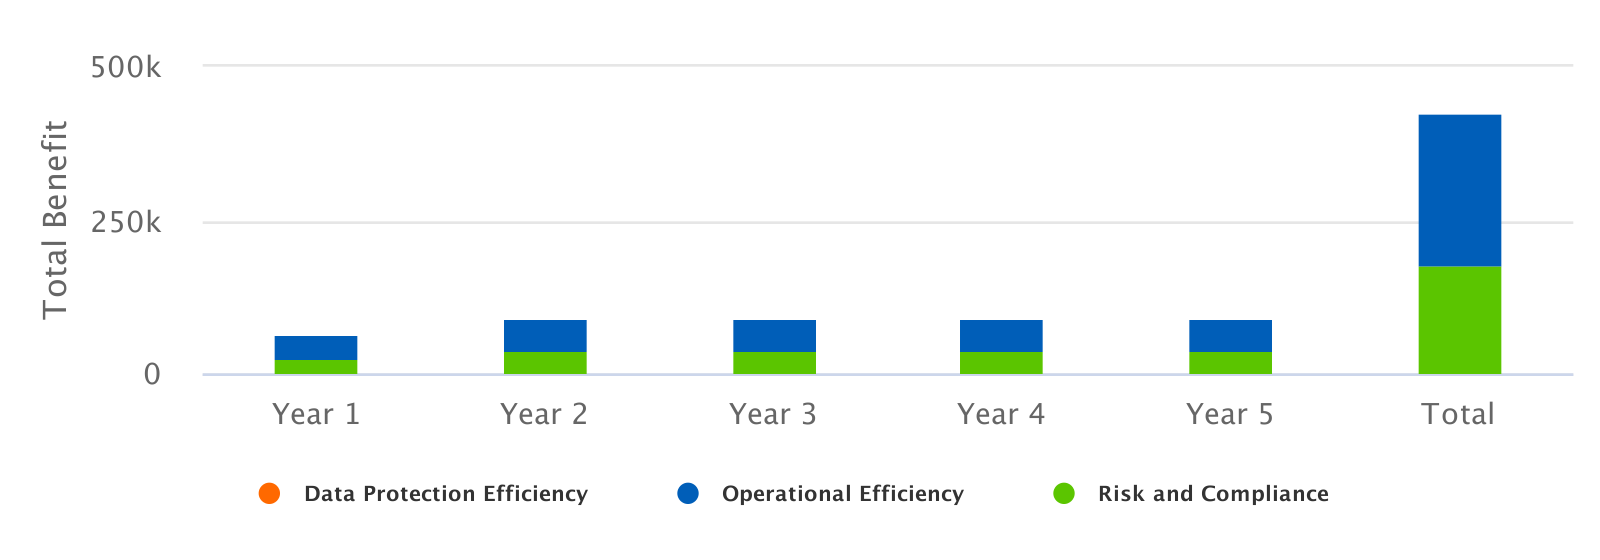 500k
Total Benefit
250k
0
Year 1 Year 2 Year 3 Year 4 Year 5 Total
Data Protection Efficiency Operational Efficiency Risk and Compliance